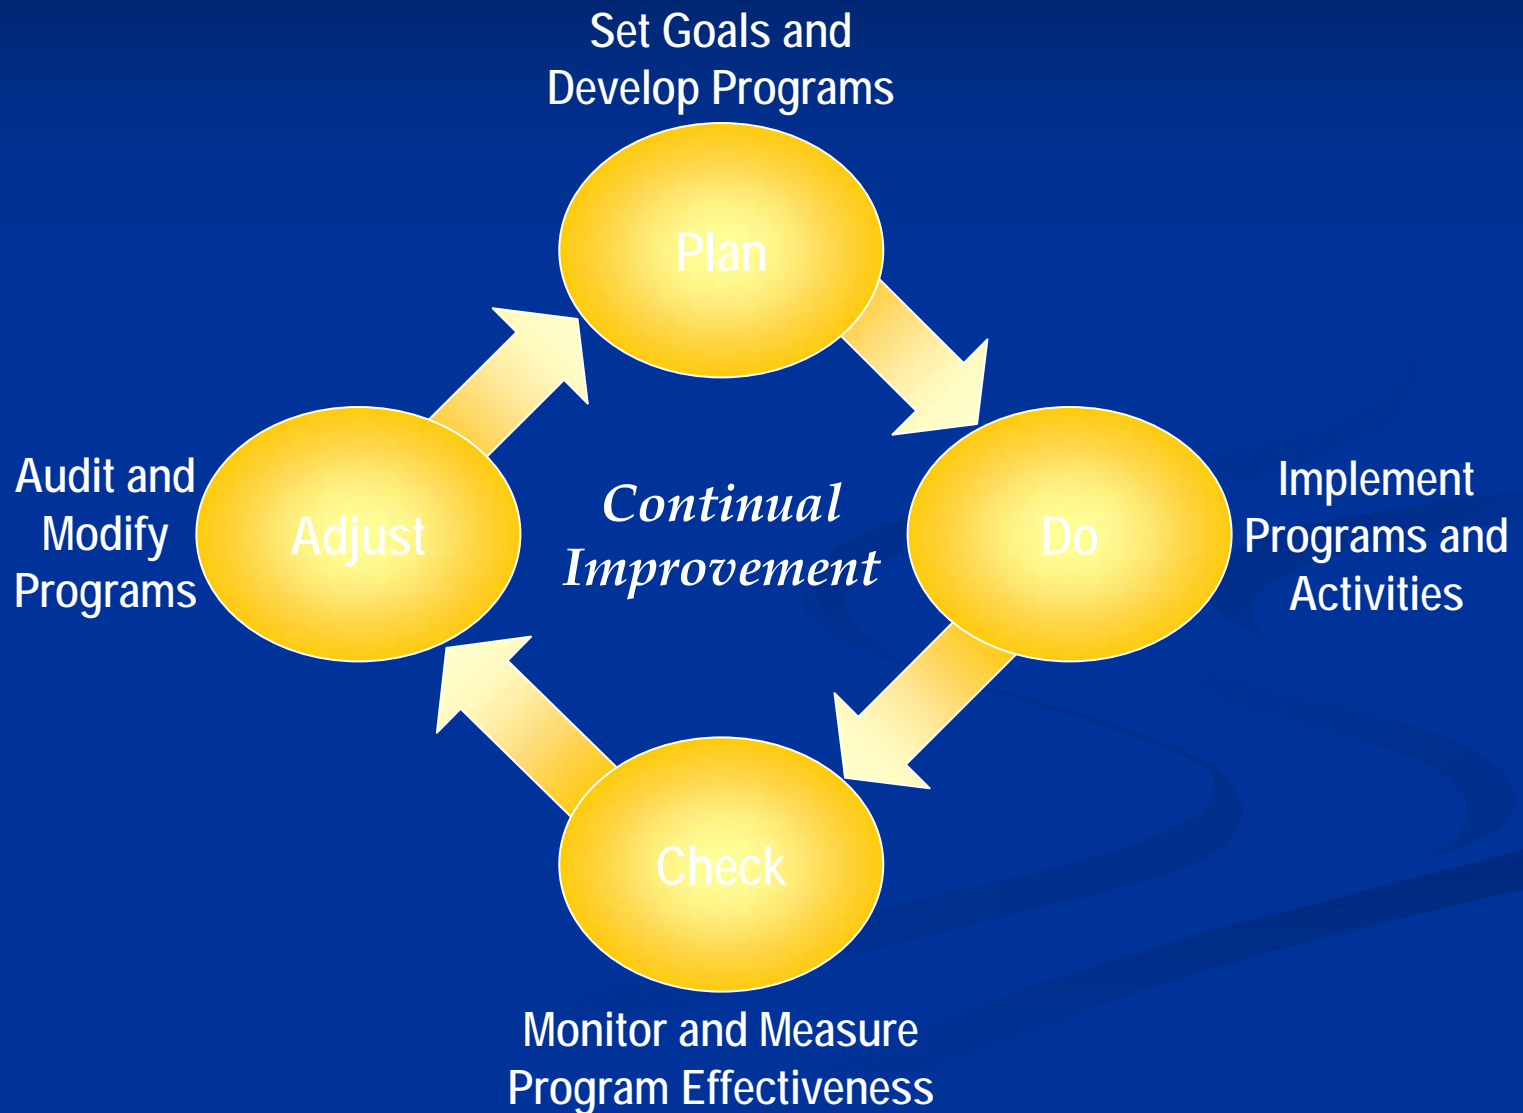 Set Goals and
Develop Programs
Plan
Audit and
Modify
Programs
Adjust
Continual
Improvement
Do
Implement
Programs and
Activities
Check
Monitor and Measure
Program Effectiveness